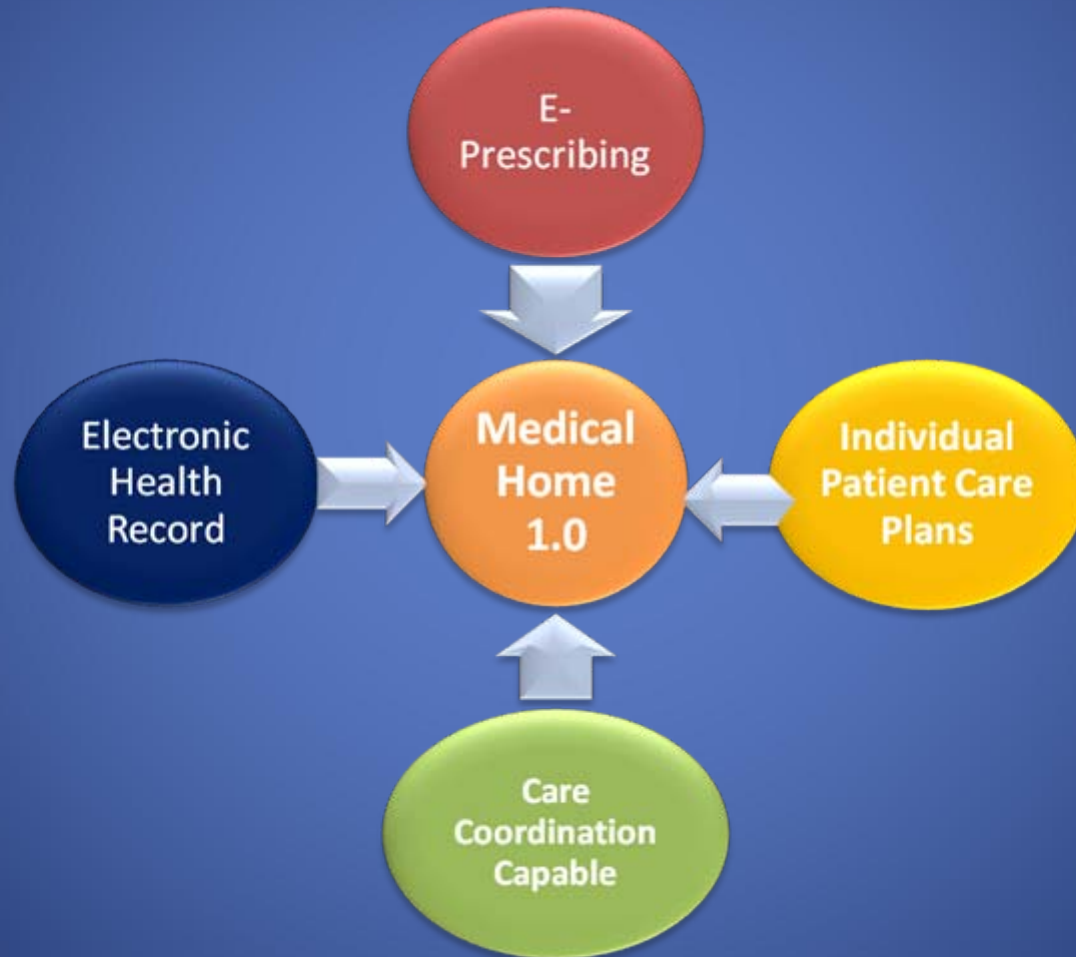 E-
Prescribing
Electronic
Health
Record
Medical
Home
1.0
Individual
Patient Care
Plans
Care
Coordination
Capable